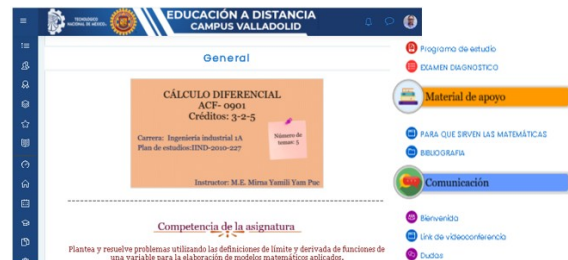 TECNOLÓGICO
NACIONAL DE MÉXICO
EDUCACIÓN A DISTANCIA
CAMPUS VALLADOLID
General
CÁLCULO DIFERENCIAL
ACF- 0901
Créditos: 3-2-5
Carrera: Ingeniería industrial 1A
Plan de estudios:IIND-2010-227
Número de
temas: 5
Instructor: M.E. Mirna Yamili Yam Puc
Competencia de la asignatura
Plantea y resuelve problemas utilizando las definiciones de límite y derivada de funciones de
una variable para la elaboración de modelos matemáticos aplicados.
Programa de estudio
EXAMEN DIAGNOSTICO
Material de apoyo
PARA QUE SIRVEN LAS MATEMÁTICAS
BIBLIOGRAFIA
Comunicación
Bienvenida
Link de videoconferencia
Dudas